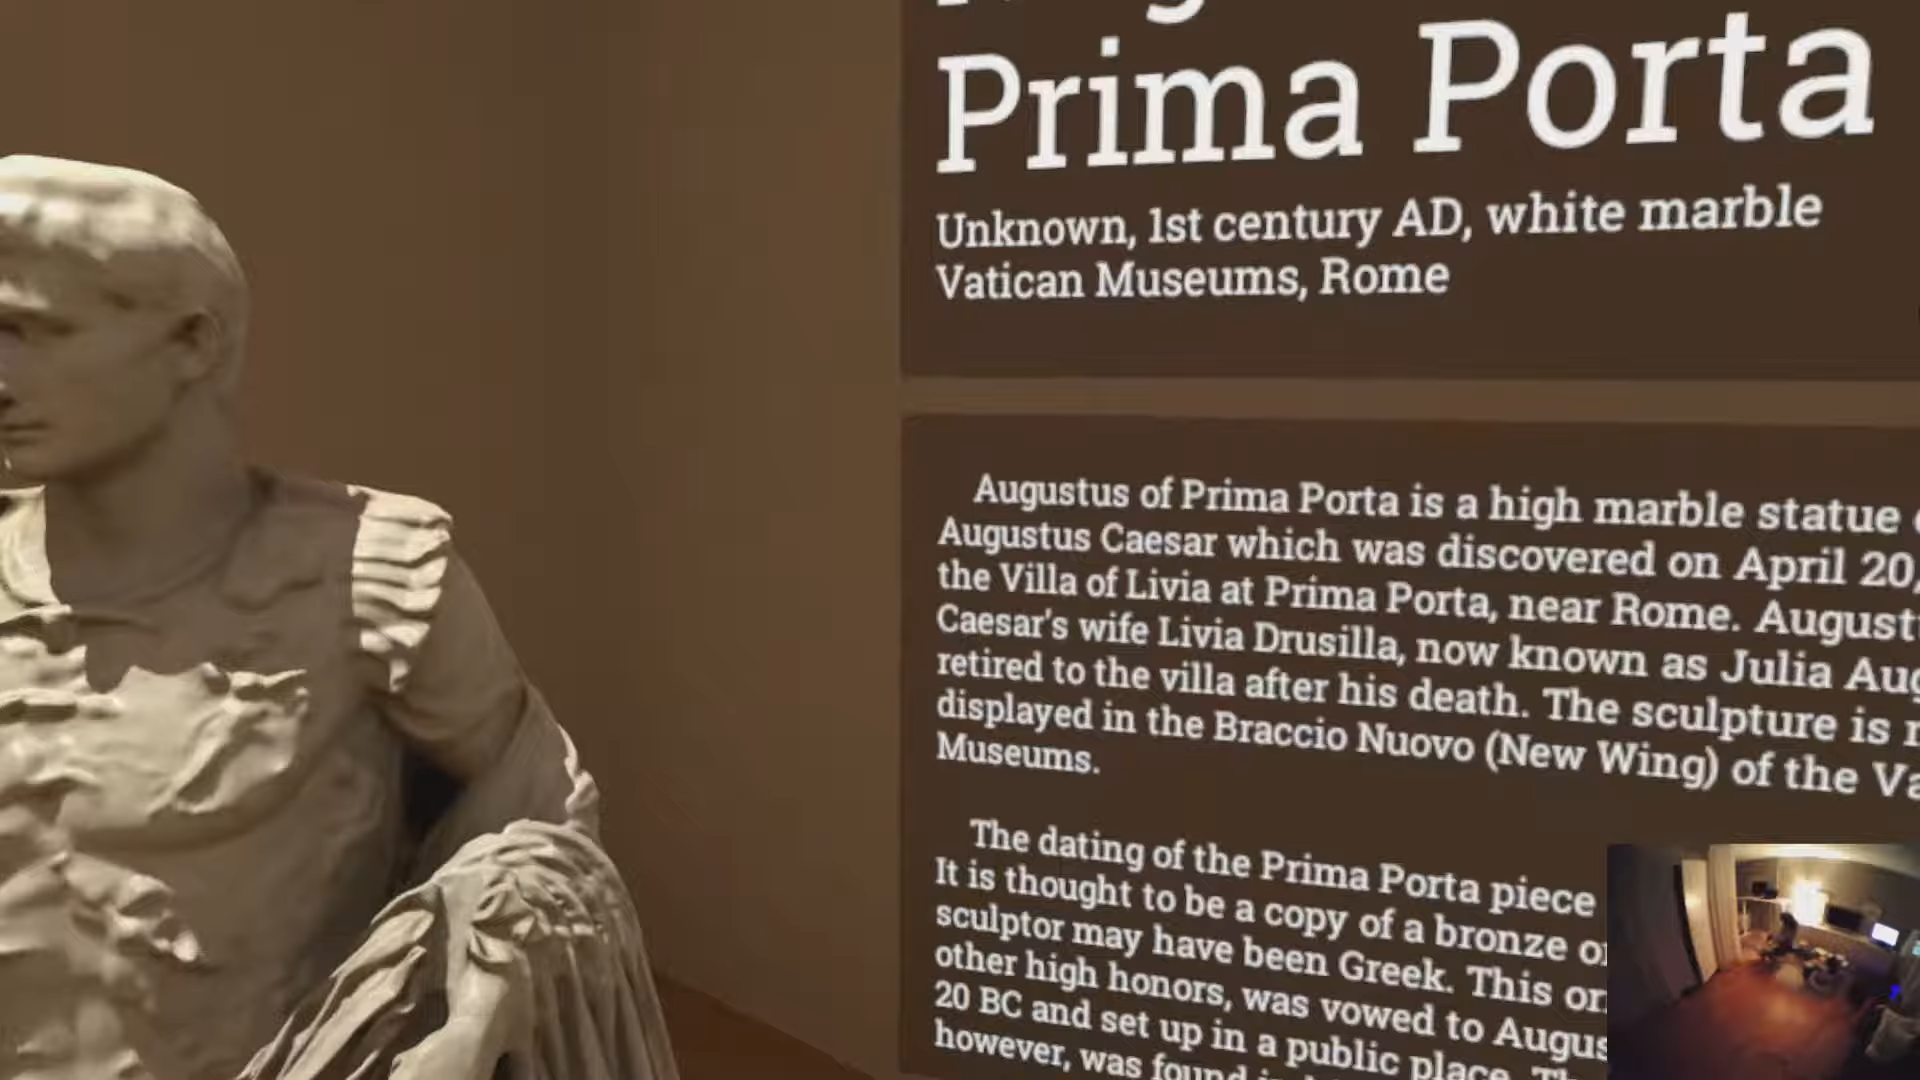 Prima Porta
Unknown, 1st century AD, white marble
Vatican Museums, Rome
Augustus of Prima Porta is a high marble statue
Augustus Caesar which was discovered on April 20,
the Villa of Livia at Prima Porta, near Rome.
Caesar's wife Livia Drusilla, now known as Julia
retired to the villa after his death. The sculpture is
displayed in the Braccio Nuovo (New Wing) of the
Museums.
The dating of the Prima Porta piece
It is thought to be a copy of a bronze
sculptor may have been Greek. This
other high honors, was vowed to
20 BC and set up in a public place.
however, was found